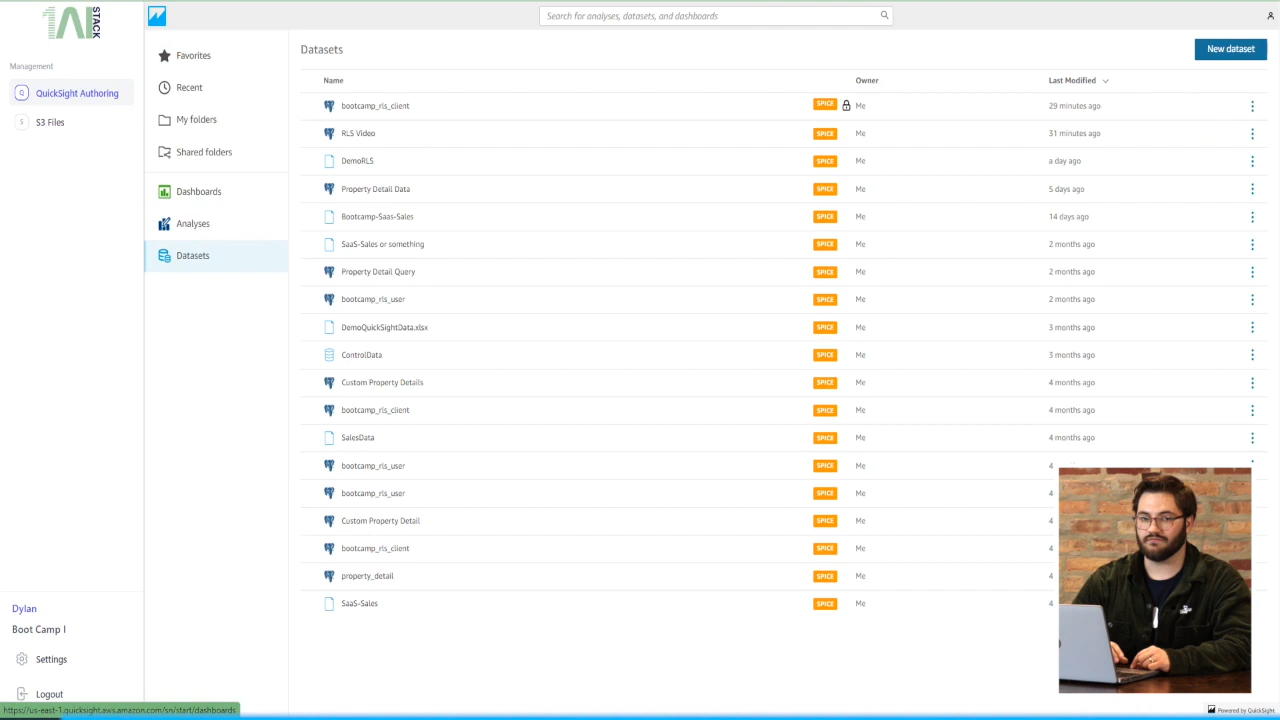 1AI STACK
Search for analyses, datasets, and dashboards
Management
Q QuickSight Authoring
S S3 Files
Favorites
Recent
My folders
Shared folders
Dashboards
Analyses
Datasets
Datasets
New dataset
Name Owner Last Modified
bootcamp_rls_client SPICE Me 29 minutes ago
RLS Video SPICE Me 31 minutes ago
DemoRLS SPICE Me a day ago
Property Detail Data SPICE Me 5 days ago
Bootcamp-Saas-Sales SPICE Me 14 days ago
SaaS-Sales or something SPICE Me 2 months ago
Property Detail Query SPICE Me 2 months ago
bootcamp_rls_user SPICE Me 2 months ago
DemoQuickSightData.xlsx SPICE Me 3 months ago
ControlData SPICE Me 3 months ago
Custom Property Details SPICE Me 4 months ago
bootcamp_rls_client SPICE Me 4 months ago
SalesData SPICE Me 4 months ago
bootcamp_rls_user SPICE Me 4
bootcamp_rls_user SPICE Me 4
Custom Property Detail SPICE Me 4
bootcamp_rls_client SPICE Me 4
property_detail SPICE Me 4
SaaS-Sales SPICE Me 4
Dylan
Boot Camp I
Settings
Logout
https://us-east-1.quicksight.aws.amazon.com/sn/start/dashboards
Powered by QuickSight